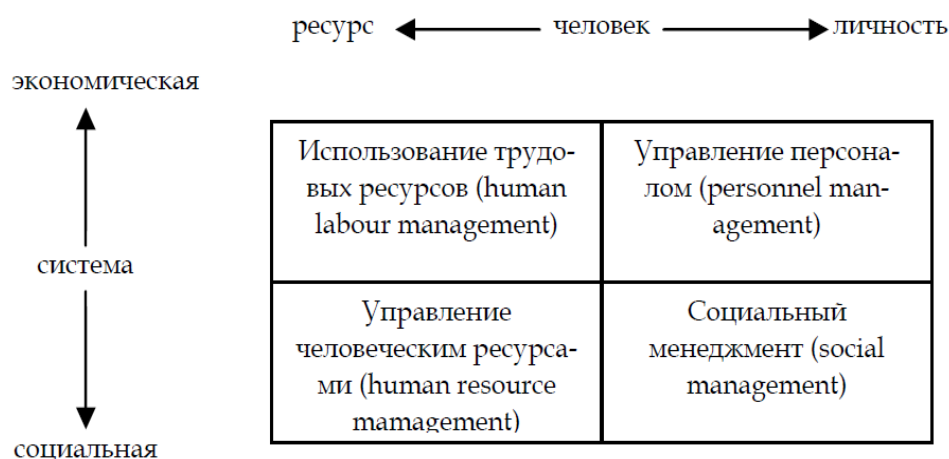 ресурс человек личность
экономическая
Использование трудо-
вых ресурсов (human
labour management)
Управление персона-
лом (personnel man-
agement)
система
Управление
человеческим ресурса-
ми (human resource
mamagement)
Социальный
менеджмент (social
management)
социальная